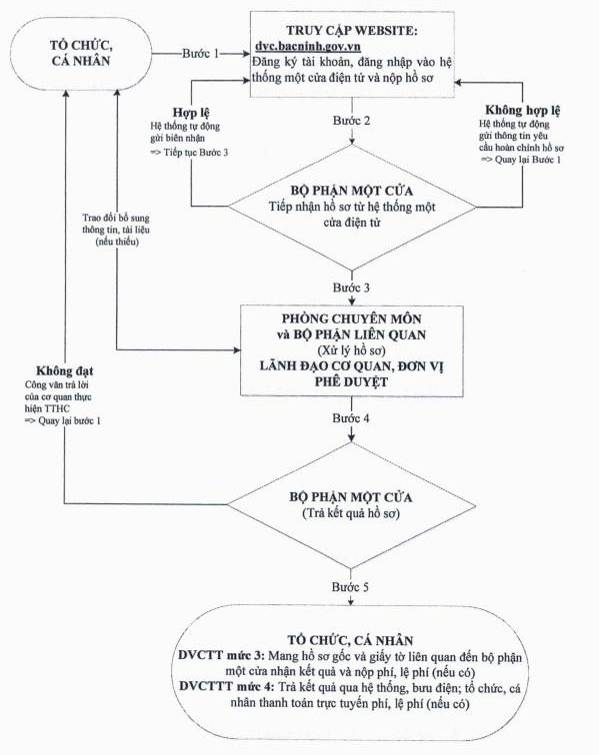 TỔ CHỨC,
CÁ NHÂN
Bước 1
TRUY CẬP WEBSITE:
dvc.bacninh.gov.vn
Đăng ký tài khoản, đăng nhập vào hệ
thống một cửa điện tử và nộp hồ sơ
Hợp lệ
Hệ thống tự động
gửi biên nhận
=> Tiếp tục Bước 3
Bước 2
Không hợp lệ
Hệ thống tự động
gửi thông tin yêu
cầu hoàn chỉnh hồ sơ
=> Quay lại Bước 1
BỘ PHẬN MỘT CỬA
Tiếp nhận hồ sơ từ hệ thống một
cửa điện tử
Trao đổi bổ sung
thông tin, tài liệu
(nếu thiếu)
Bước 3
PHÒNG CHUYÊN MÔN
và BỘ PHẬN LIÊN QUAN
(Xử lý hồ sơ)
LÃNH ĐẠO CƠ QUAN, ĐƠN VỊ
PHÊ DUYỆT
Không đạt
Công văn trả lời
của cơ quan thực
hiện TTHC
=> Quay lại bước 1
Bước 4
BỘ PHẬN MỘT CỬA
(Trả kết quả hồ sơ)
Bước 5
TỔ CHỨC, CÁ NHÂN
DVCTT mức 3: Mang hồ sơ gốc và giấy tờ liên quan đến bộ phận
một cửa nhận kết quả và nộp phí, lệ phí (nếu có)
DVCTTT mức 4: Trả kết quả qua hệ thống, bưu điện; tổ chức, cá
nhân thanh toán trực tuyến phí, lệ phí (nếu có)